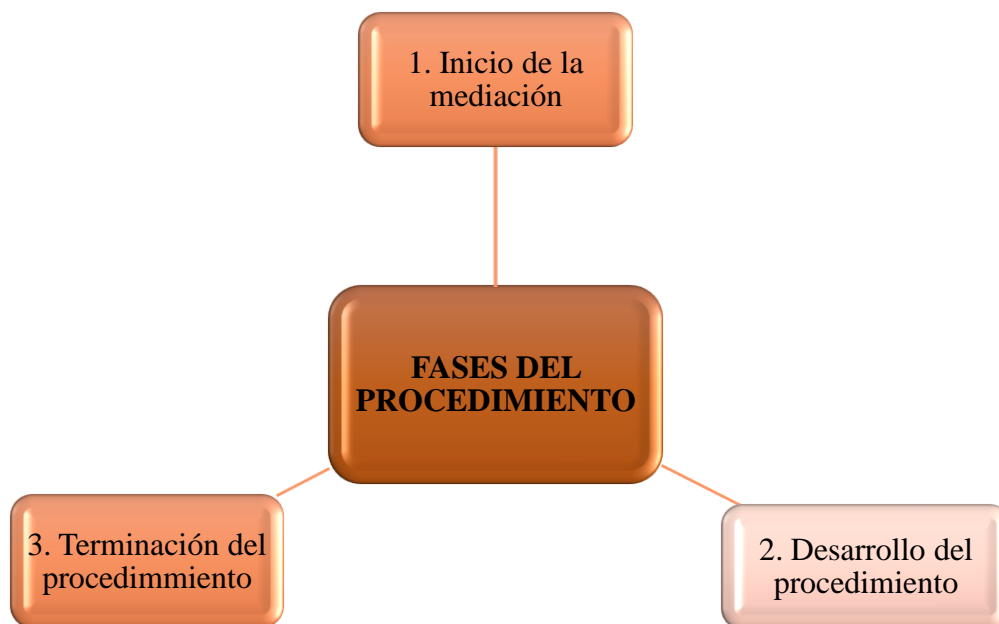 1. Inicio de la
mediación
FASES DEL
PROCEDIMIENTO
3. Terminación del
procedimmiento
2. Desarrollo del
procedimiento